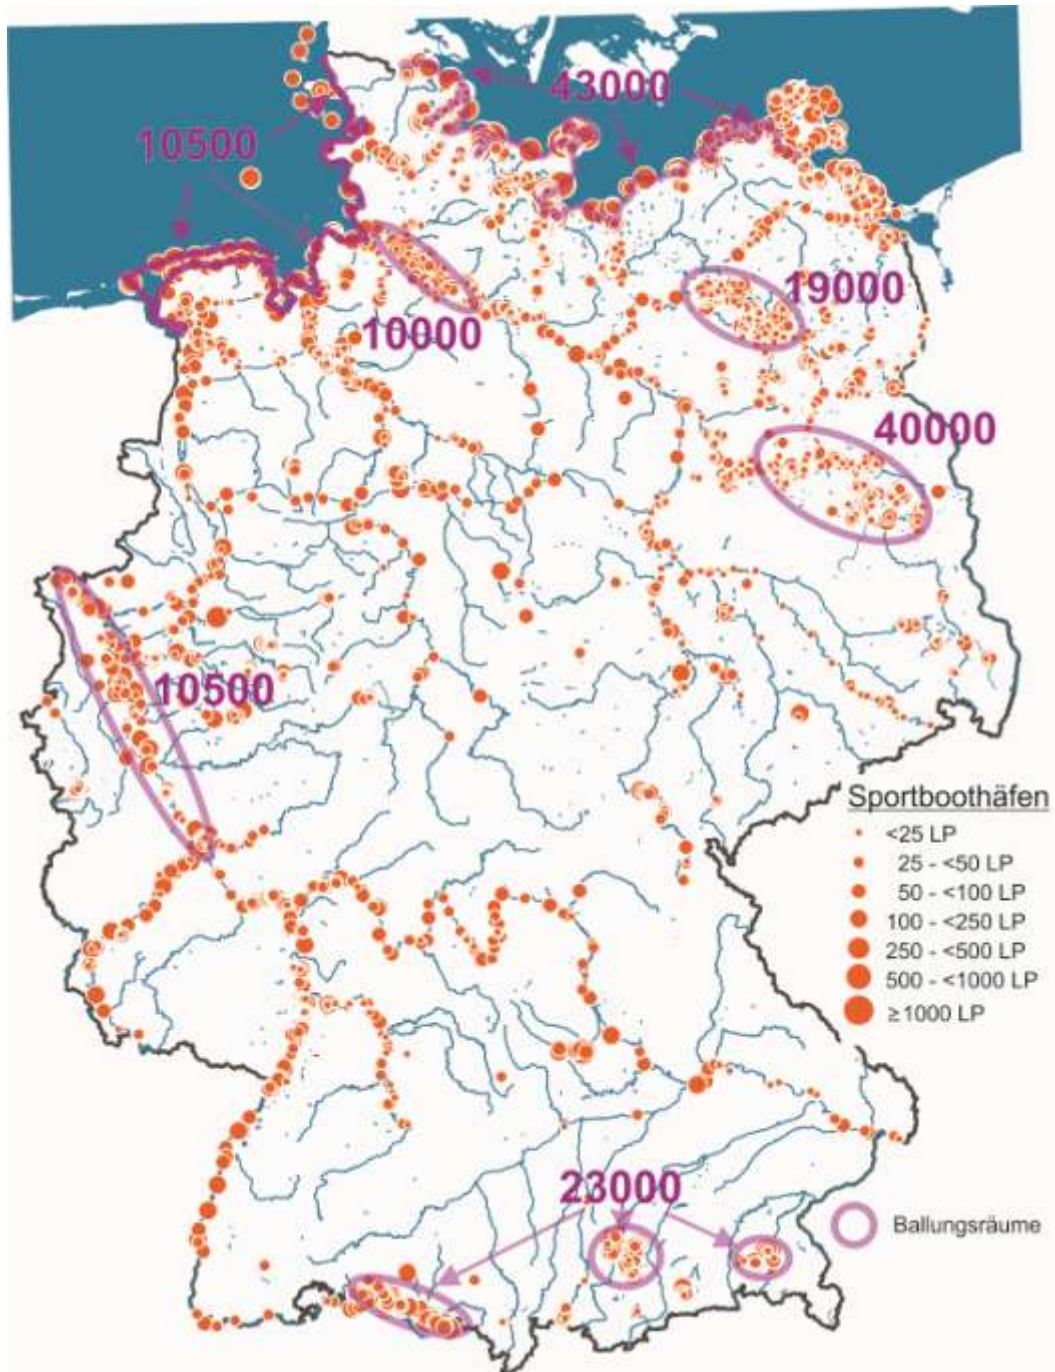 43000
10500
19000
10000
40000
10500
Sportboothäfen
<25 LP
25 - <50 LP
50 - <100 LP
100 - <250 LP
250 - <500 LP
500 - <1000 LP
≥1000 LP
23000
Ballungsräume